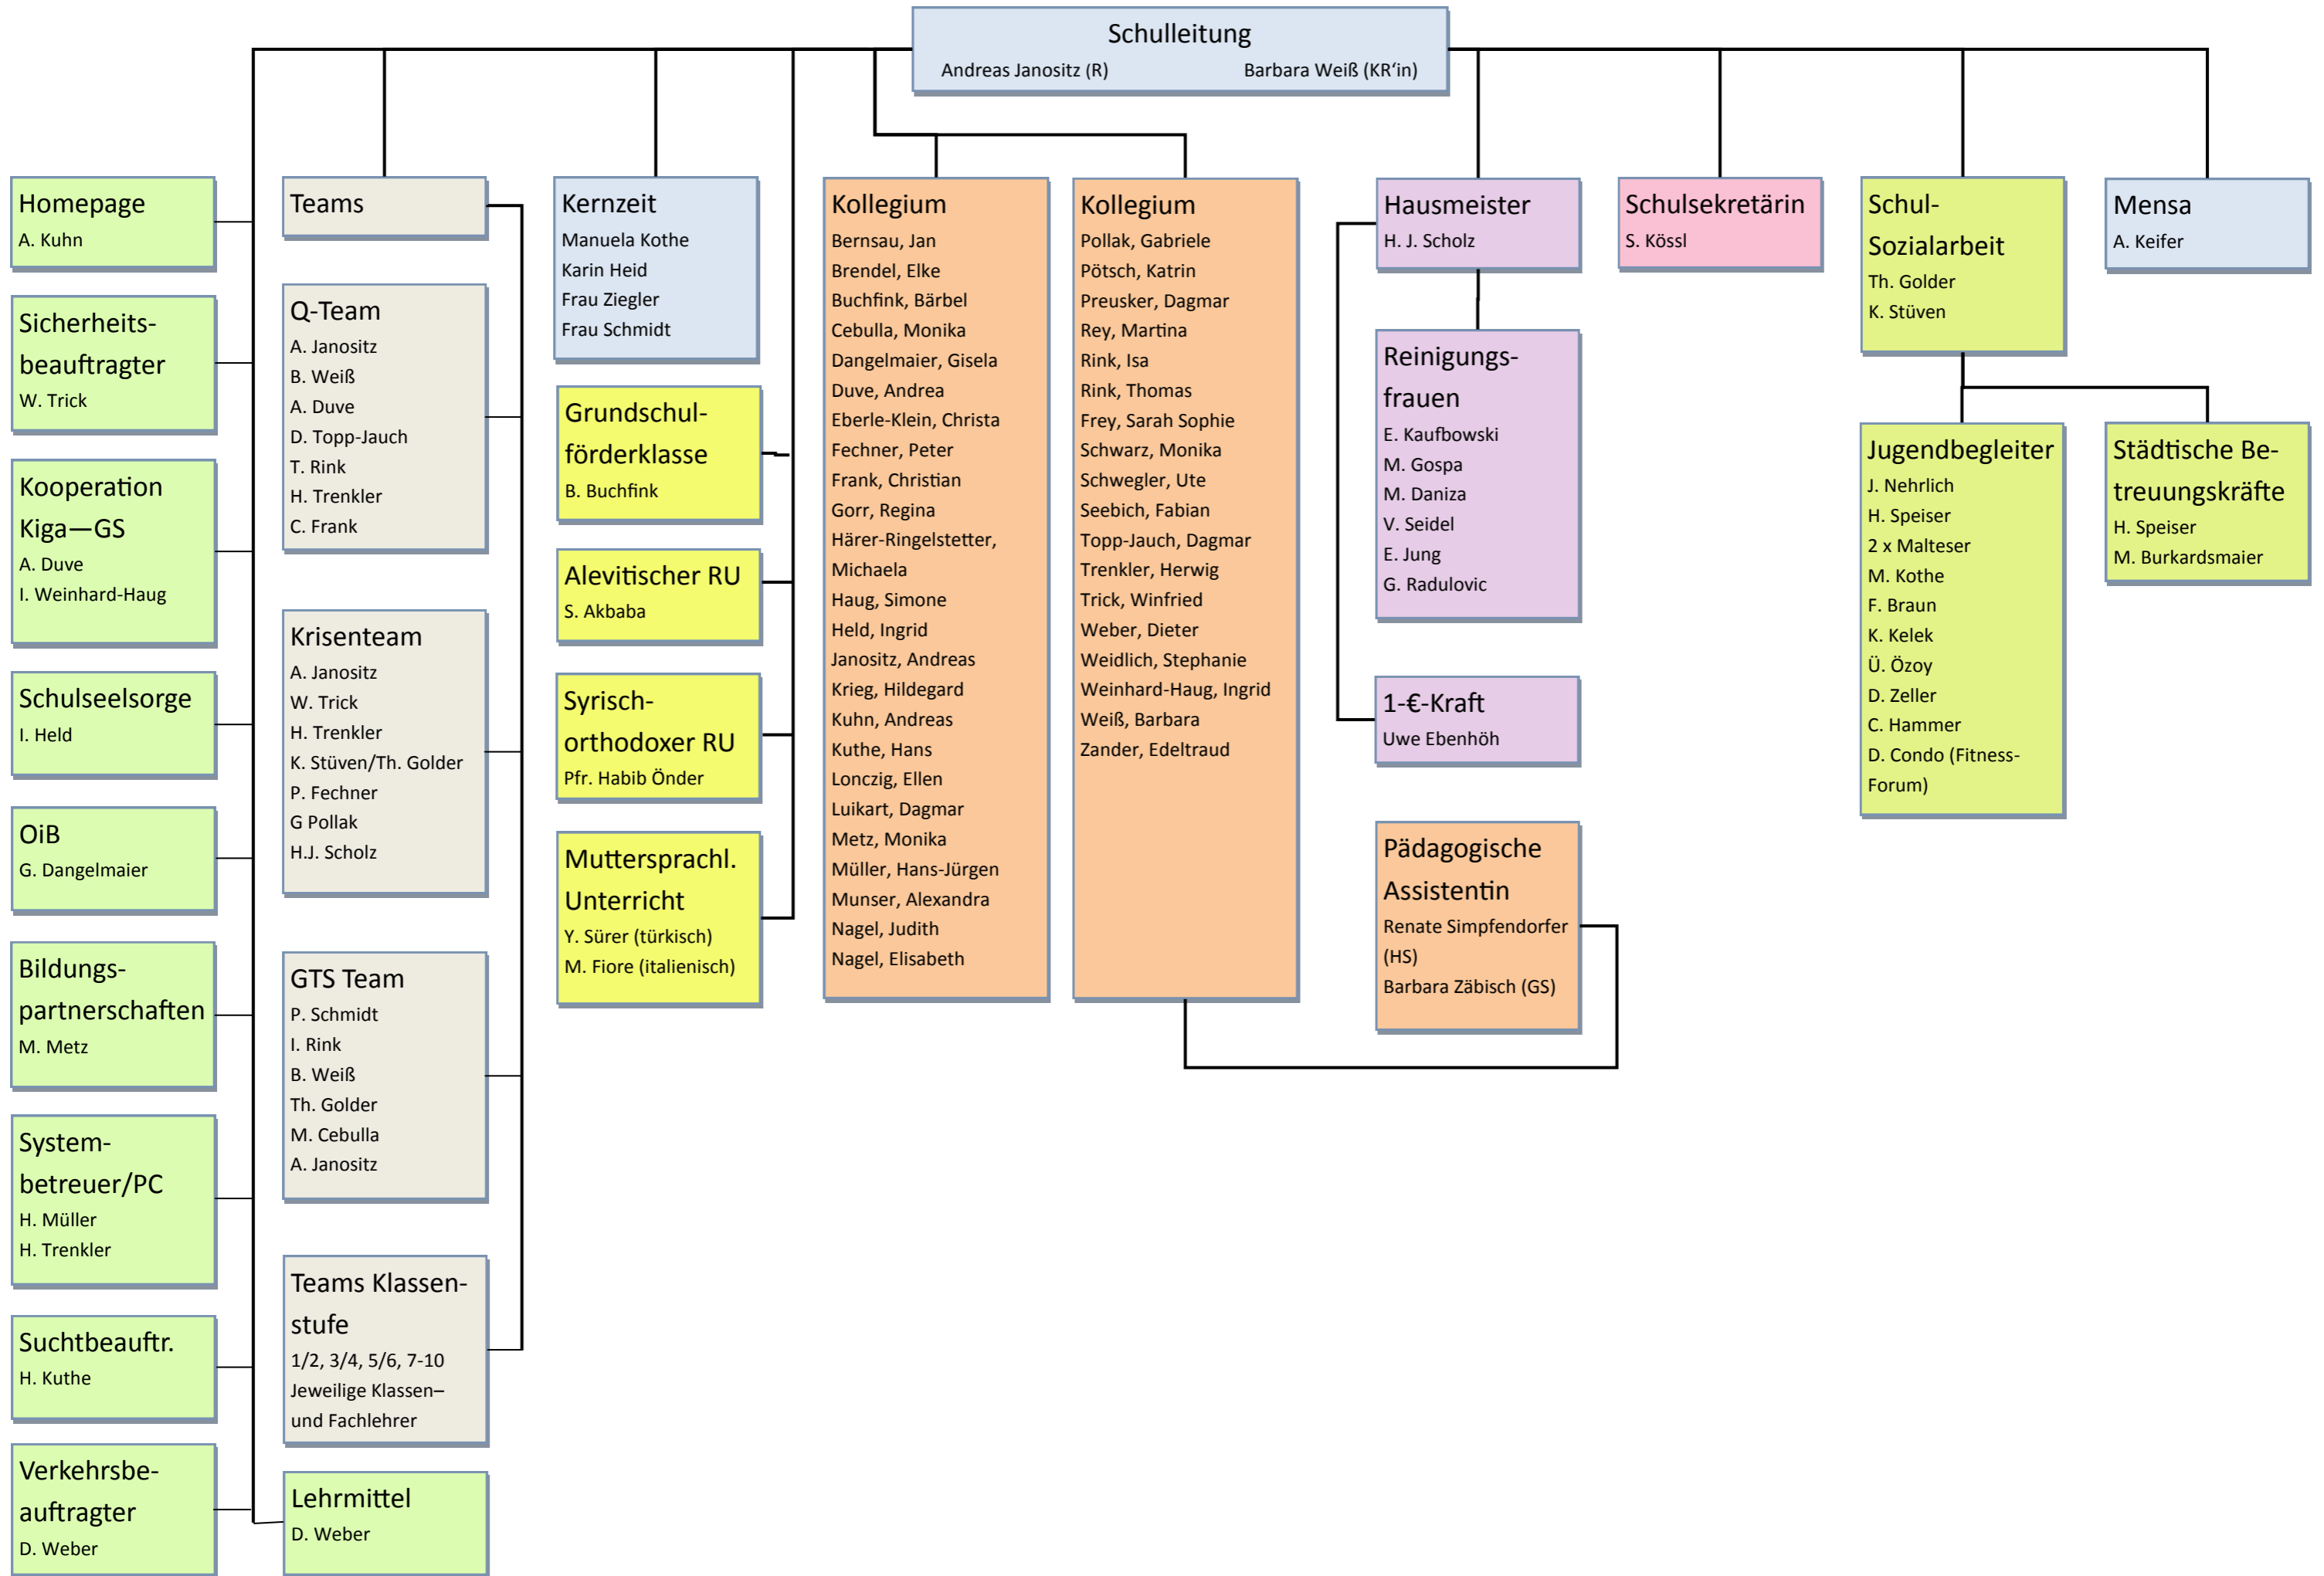 Schulleitung
Andreas Janositz (R) Barbara Weiß (KR‘in)
Homepage
A. Kuhn
Sicherheits-
beauftragter
W. Trick
Kooperation
Kiga—GS
A. Duve
I. Weinhard-Haug
Schulseelsorge
I. Held
OiB
G. Dangelmaier
Bildungs-
partnerschaften
M. Metz
System-
betreuer/PC
H. Müller
H. Trenkler
Suchtbeauftr.
H. Kuthe
Verkehrsbe-
auftragter
D. Weber
Teams
Q-Team
A. Janositz
B. Weiß
A. Duve
D. Topp-Jauch
T. Rink
H. Trenkler
C. Frank
Krisenteam
A. Janositz
W. Trick
H. Trenkler
K. Stüven/Th. Golder
P. Fechner
G Pollak
H.J. Scholz
GTS Team
P. Schmidt
I. Rink
B. Weiß
Th. Golder
M. Cebulla
A. Janositz
Teams Klassen-
stufe
1/2, 3/4, 5/6, 7-10
Jeweilige Klassen–
und Fachlehrer
Lehrmittel
D. Weber
Kernzeit
Manuela Kothe
Karin Heid
Frau Ziegler
Frau Schmidt
Grundschul-
förderklasse
B. Buchfink
Alevitischer RU
S. Akbaba
Syrisch-
orthodoxer RU
Pfr. Habib Önder
Muttersprachl.
Unterricht
Y. Sürer (türkisch)
M. Fiore (italienisch)
Kollegium
Bernsau, Jan
Brendel, Elke
Buchfink, Bärbel
Cebulla, Monika
Dangelmaier, Gisela
Duve, Andrea
Eberle-Klein, Christa
Fechner, Peter
Frank, Christian
Gorr, Regina
Härer-Ringelstetter,
Michaela
Haug, Simone
Held, Ingrid
Janositz, Andreas
Krieg, Hildegard
Kuhn, Andreas
Kuthe, Hans
Lonczig, Ellen
Luikart, Dagmar
Metz, Monika
Müller, Hans-Jürgen
Munser, Alexandra
Nagel, Judith
Nagel, Elisabeth
Kollegium
Pollak, Gabriele
Pötsch, Katrin
Preusker, Dagmar
Rey, Martina
Rink, Isa
Rink, Thomas
Frey, Sarah Sophie
Schwarz, Monika
Schwegler, Ute
Seebich, Fabian
Topp-Jauch, Dagmar
Trenkler, Herwig
Trick, Winfried
Weber, Dieter
Weidlich, Stephanie
Weinhard-Haug, Ingrid
Weiß, Barbara
Zander, Edeltraud
Hausmeister
H. J. Scholz
Reinigungs-
frauen
E. Kaufbowski
M. Gospa
M. Daniza
V. Seidel
E. Jung
G. Radulovic
1-€-Kraft
Uwe Ebenhöh
Pädagogische
Assistentin
Renate Simpfendorfer
(HS)
Barbara Zäbisch (GS)
Schulsekretärin
S. Kössl
Schul-
Sozialarbeit
Th. Golder
K. Stüven
Jugendbegleiter
J. Nehrlich
H. Speiser
2 x Malteser
M. Kothe
F. Braun
K. Kelek
Ü. Özoy
D. Zeller
C. Hammer
D. Condo (Fitness-
Forum)
Mensa
A. Keifer
Städtische Be-
treuungskräfte
H. Speiser
M. Burkardsmaier